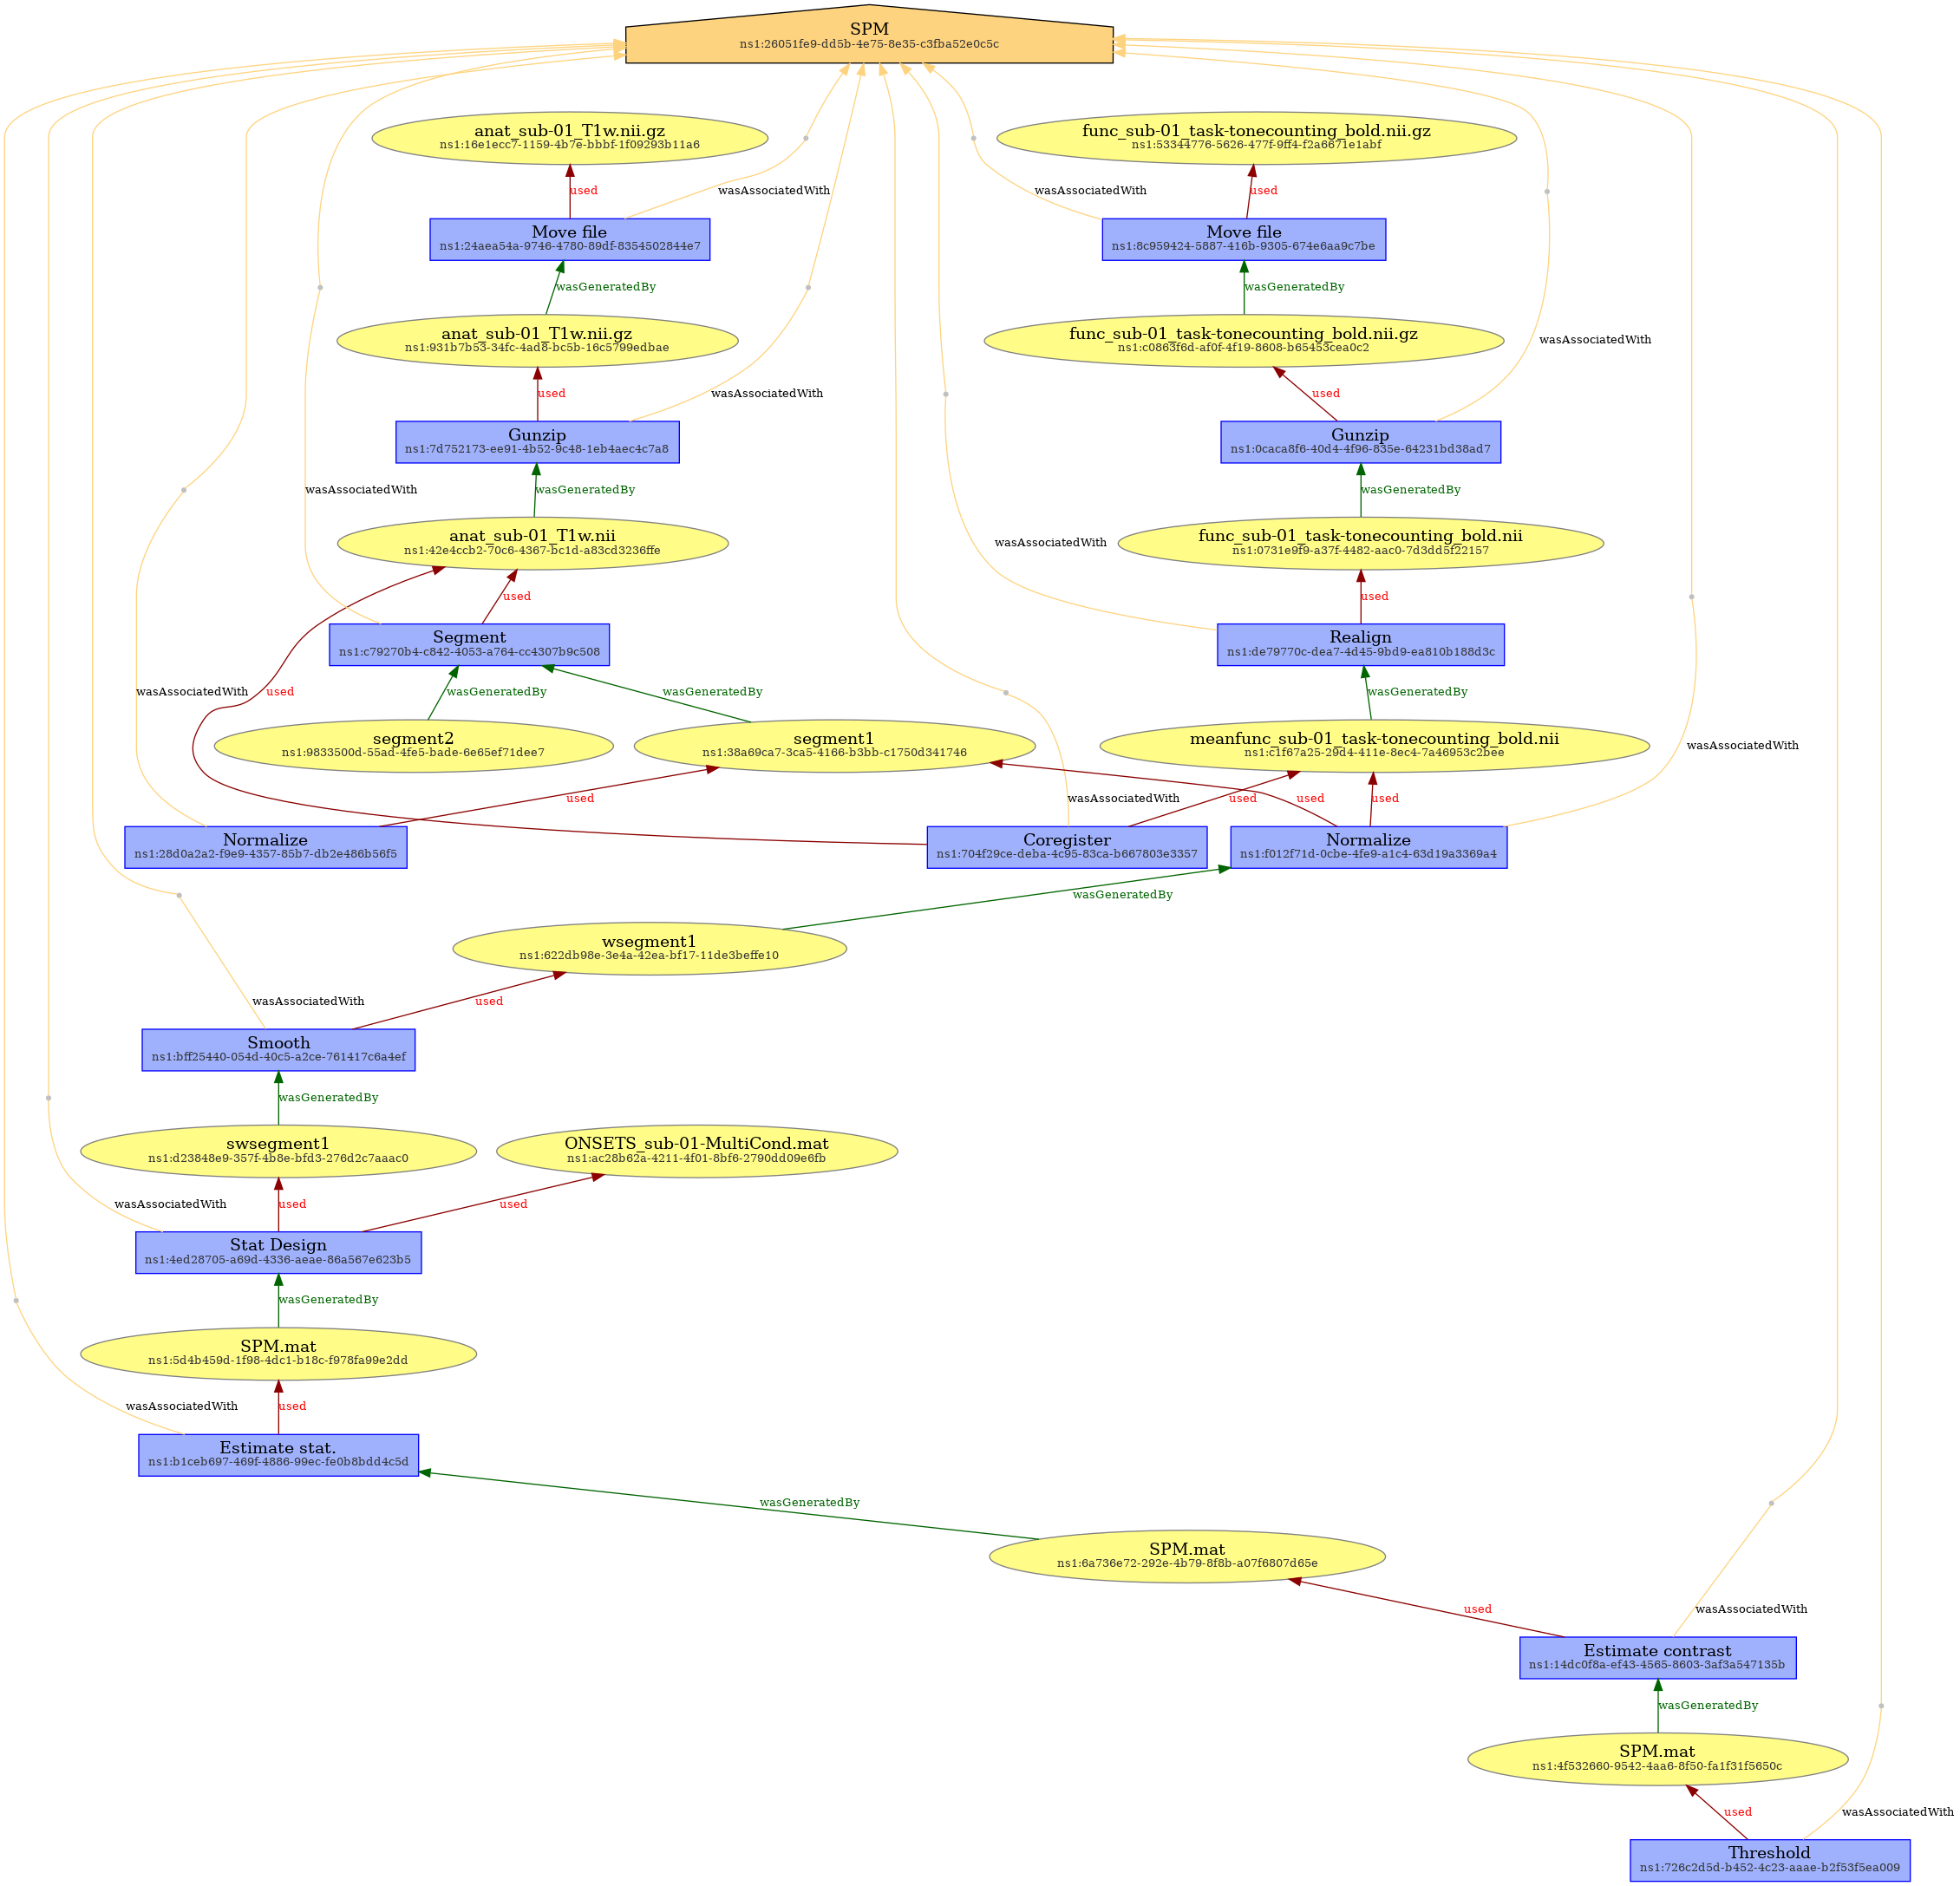 SPM
ns1:26051fe9-dd5b-4e75-8e35-c3fba52e0c5c
anat_sub-01_T1w.nii.gz
ns1:16e1ecc7-1159-4b7e-bbbf-1f09293b11a6
func_sub-01_task-tonecounting_bold.nii.gz
ns1:53344776-5626-477f-9ff4-f2a6671e1abf
used
wasAssociatedWith
wasAssociatedWith
used
Move file
ns1:24aea54a-9746-4780-89df-8354502844e7
Move file
ns1:8c959424-5887-416b-9305-674e6aa9c7be
wasGeneratedBy
wasGeneratedBy
anat_sub-01_T1w.nii.gz
ns1:931b7b53-34fc-4ad8-bc5b-16c5799edbae
func_sub-01_task-tonecounting_bold.nii.gz
ns1:c0863f6d-af0f-4f19-8608-b65453cea0c2
wasAssociatedWith
used
wasAssociatedWith
used
Gunzip
ns1:7d752173-ee91-4b52-9c48-1eb4aec4c7a8
Gunzip
ns1:0caca8f6-40d4-4f96-835e-64231bd38ad7
wasAssociatedWith
wasGeneratedBy
wasGeneratedBy
anat_sub-01_T1w.nii
ns1:42e4ccb2-70c6-4367-bc1d-a83cd3236ffe
wasAssociatedWith
func_sub-01_task-tonecounting_bold.nii
ns1:0731e9f9-a37f-4482-aac0-7d3dd5f22157
used
used
Segment
ns1:c79270b4-c842-4053-a764-cc4307b9c508
Realign
ns1:de79770c-dea7-4d45-9bd9-ea810b188d3c
wasAssociatedWith
used
wasGeneratedBy
wasGeneratedBy
wasGeneratedBy
segment2
ns1:9833500d-55ad-4fe5-bade-6e65ef71dee7
segment1
ns1:38a69ca7-3ca5-4166-b3bb-c1750d341746
meanfunc_sub-01_task-tonecounting_bold.nii
ns1:c1f67a25-29d4-411e-8ec4-7a46953c2bee
wasAssociatedWith
used
wasAssociatedWith
used
used
used
Normalize
ns1:28d0a2a2-f9e9-4357-85b7-db2e486b56f5
Coregister
ns1:704f29ce-deba-4c95-83ca-b667803e3357
Normalize
ns1:f012f71d-0cbe-4fe9-a1c4-63d19a3369a4
wasGeneratedBy
wsegment1
ns1:622db98e-3e4a-42ea-bf17-11de3beffe10
wasAssociatedWith
used
Smooth
ns1:bff25440-054d-40c5-a2ce-761417c6a4ef
wasGeneratedBy
swsegment1
ns1:d23848e9-357f-4b8e-bfd3-276d2c7aaac0
ONSETS_sub-01-MultiCond.mat
ns1:ac28b62a-4211-4f01-8bf6-2790dd09e6fb
wasAssociatedWith
used
used
Stat Design
ns1:4ed28705-a69d-4336-aeae-86a567e623b5
wasGeneratedBy
SPM.mat
ns1:5d4b459d-1f98-4dc1-b18c-f978fa99e2dd
wasAssociatedWith
used
Estimate stat.
ns1:b1ceb697-469f-4886-99ec-fe0b8bdd4c5d
wasGeneratedBy
SPM.mat
ns1:6a736e72-292e-4b79-8f8b-a07f6807d65e
used
wasAssociatedWith
Estimate contrast
ns1:14dc0f8a-ef43-4565-8603-3af3a547135b
wasGeneratedBy
SPM.mat
ns1:4f532660-9542-4aa6-8f50-fa1f31f5650c
used
wasAssociatedWith
Threshold
ns1:726c2d5d-b452-4c23-aaae-b2f53f5ea009